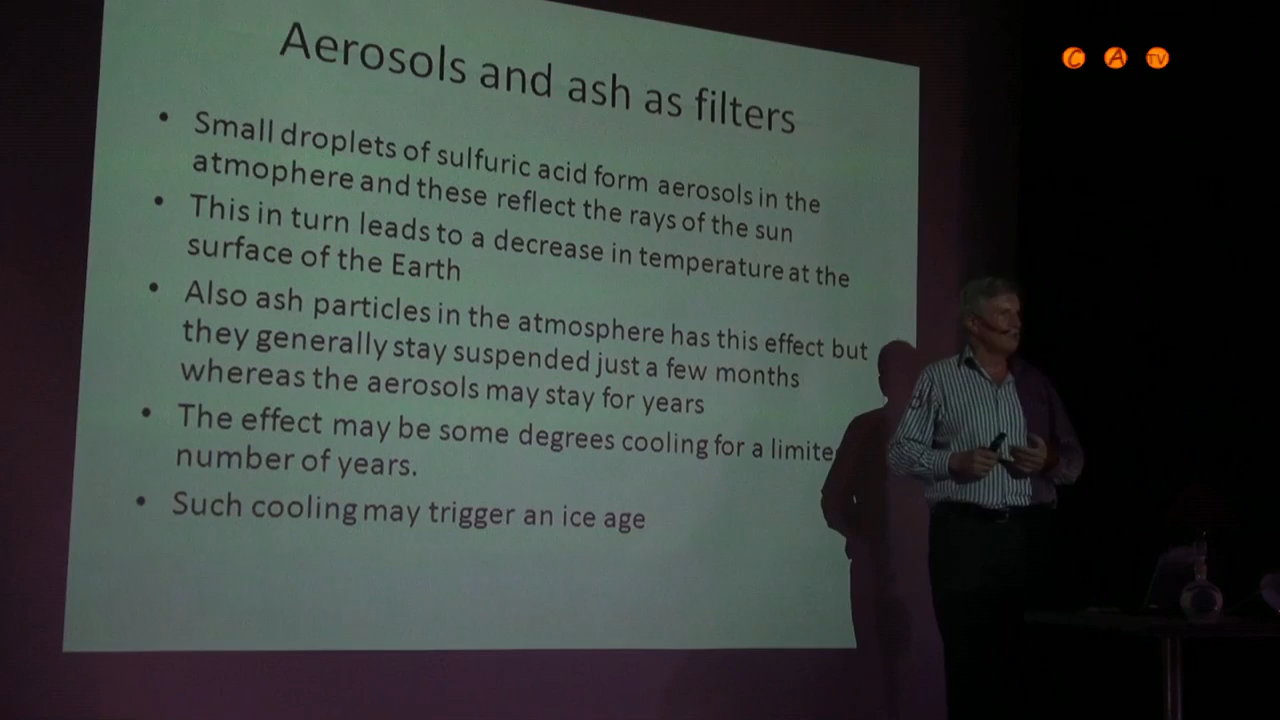 C A TV
Aerosols and ash as filters
• Small droplets of sulfuric acid form aerosols in the
atmophere and these reflect the rays of the sun
• This in turn leads to a decrease in temperature at the
surface of the Earth
• Also ash particles in the atmosphere has this effect but
they generally stay suspended just a few months
whereas the aerosols may stay for years
• The effect may be some degrees cooling for a limite
number of years.
• Such cooling may trigger an ice age